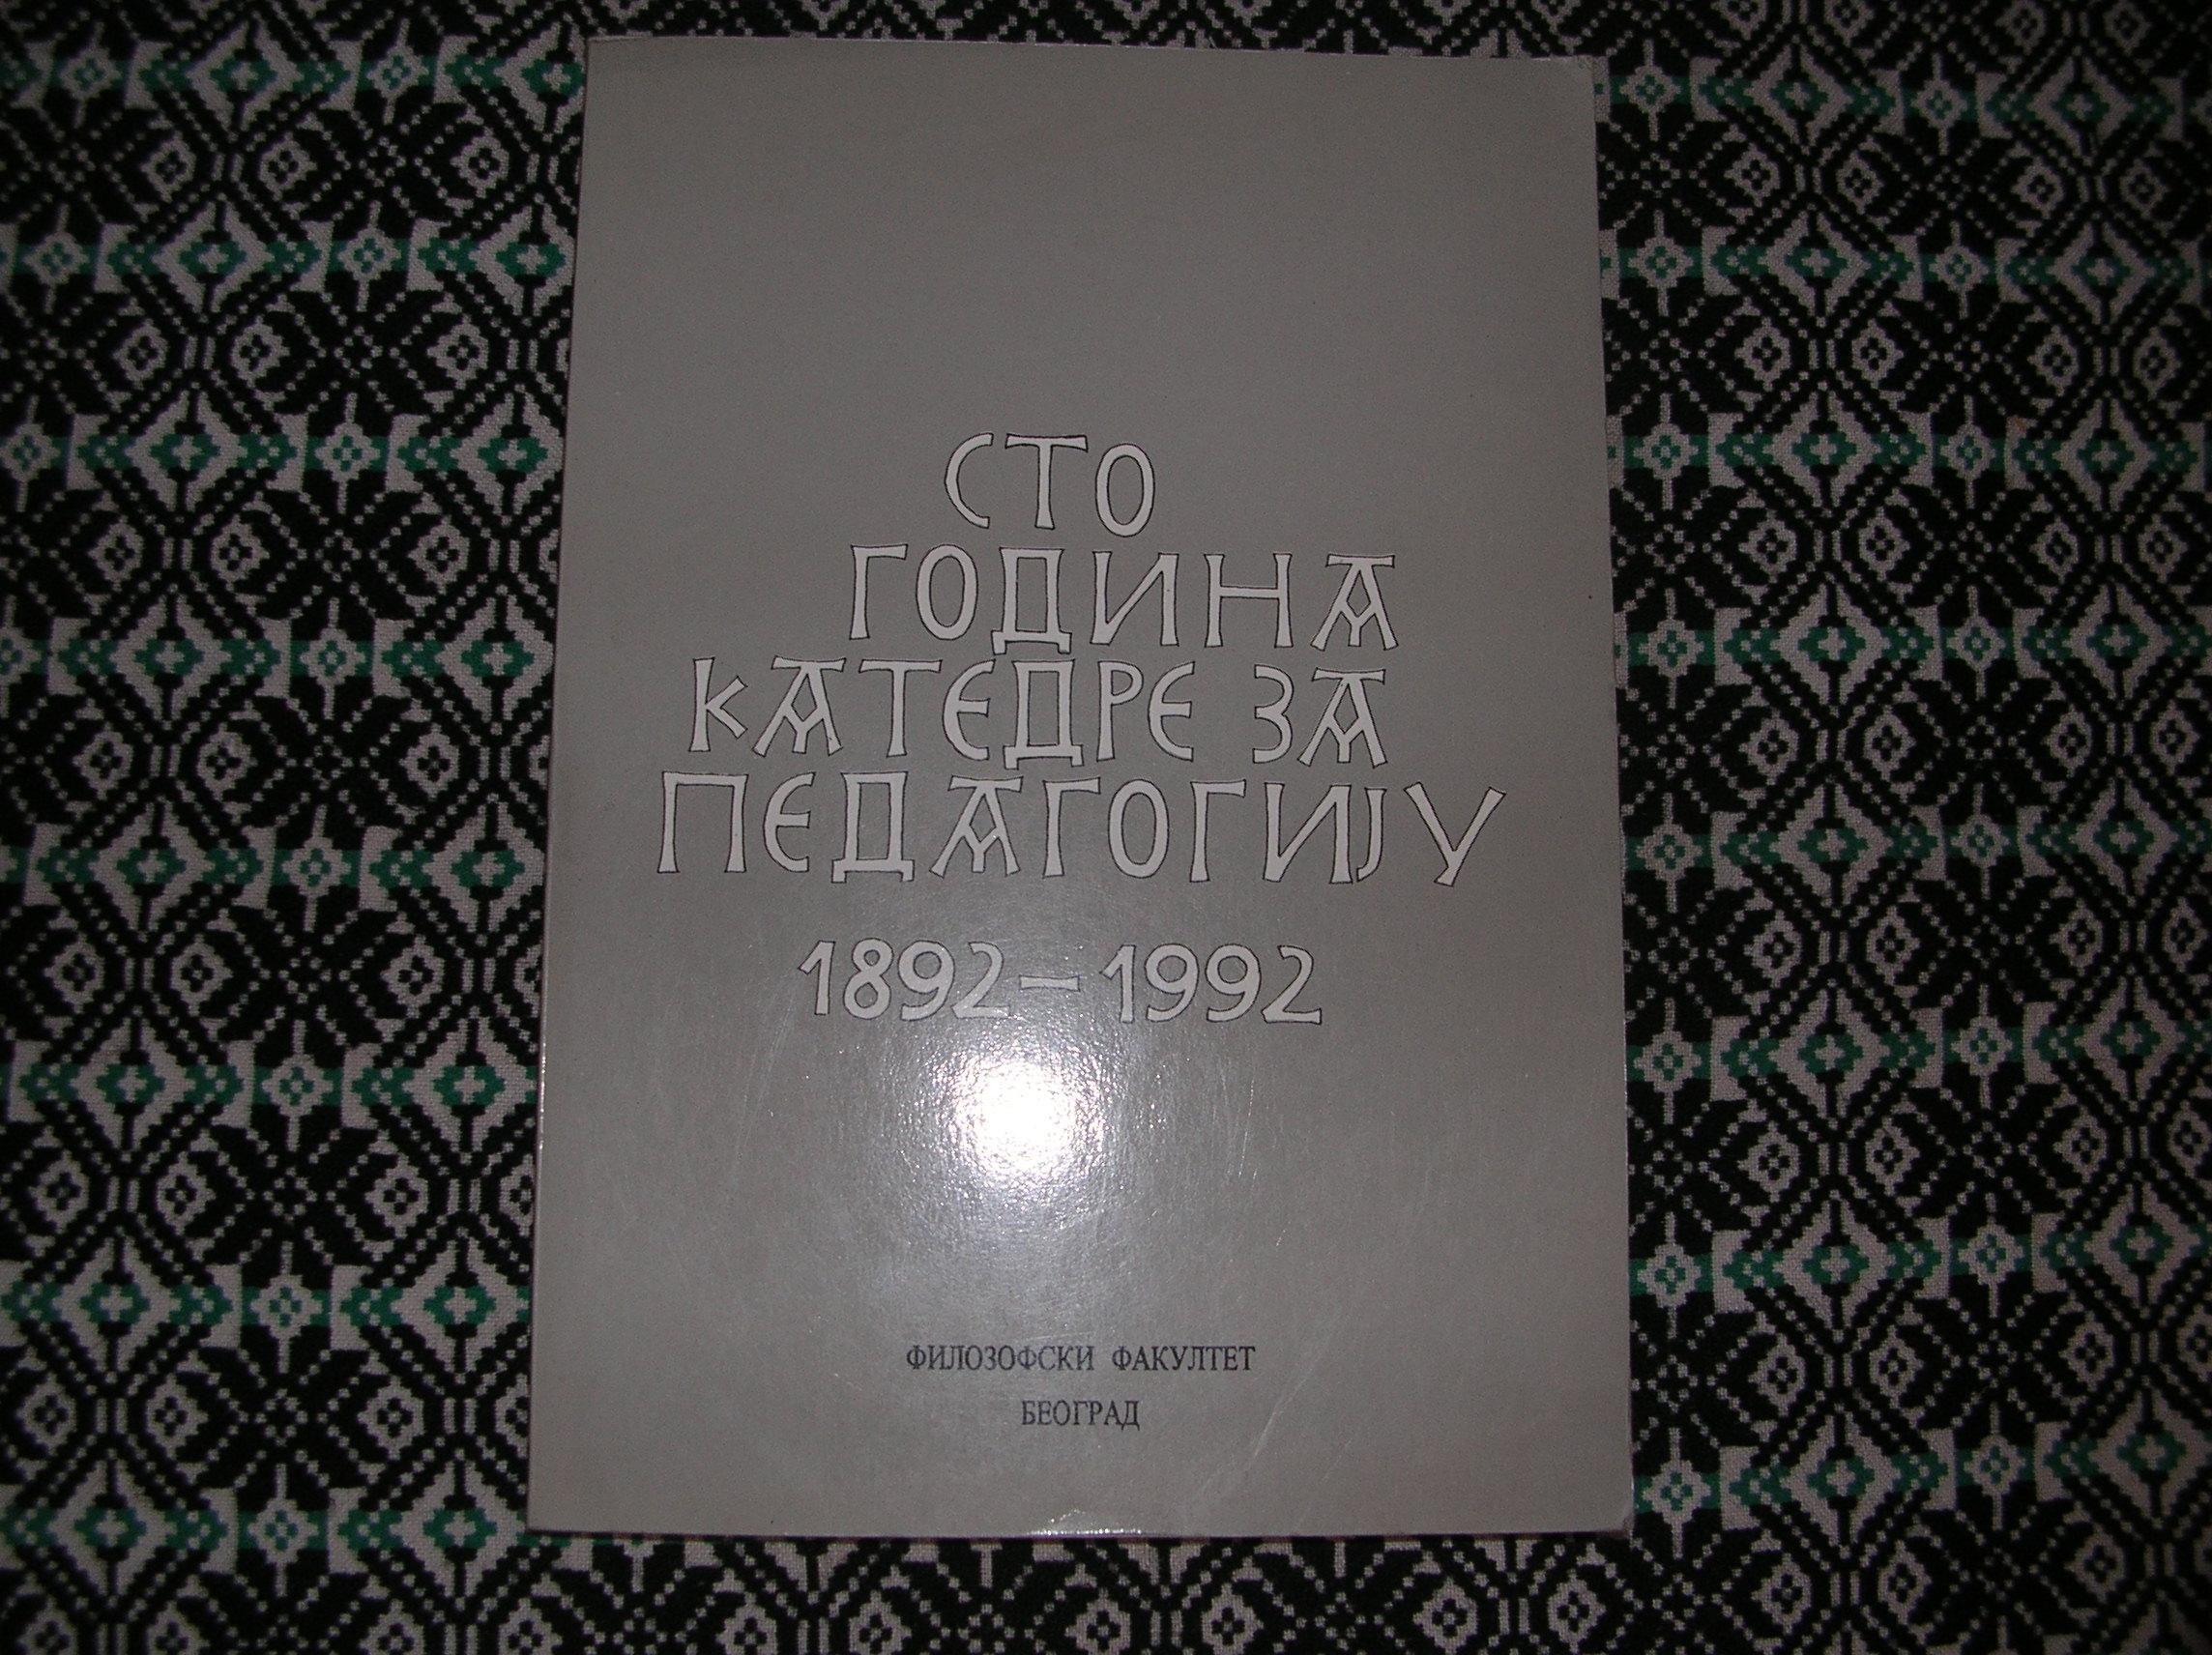 СТО
ГОДИНА
КАТЕДРЕ ЗА
ПЕДАГОГИЈУ
1892-1992
ФИЛОЗОФСКИ ФАКУЛТЕТ
БЕОГРАД